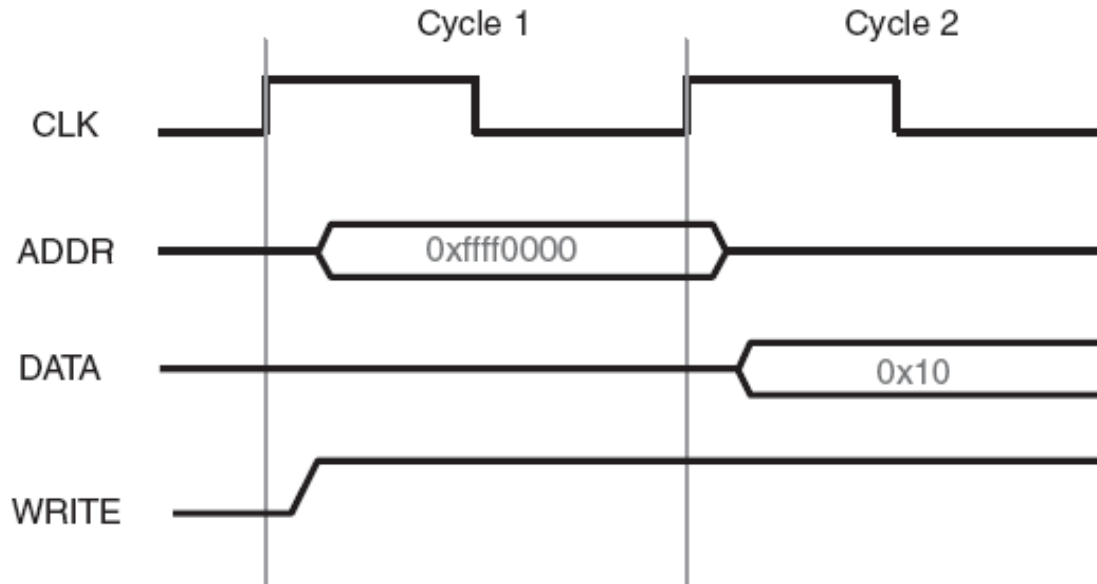 Cycle 1 Cycle 2
CLK
ADDR 0xffff0000
DATA 0x10
WRITE